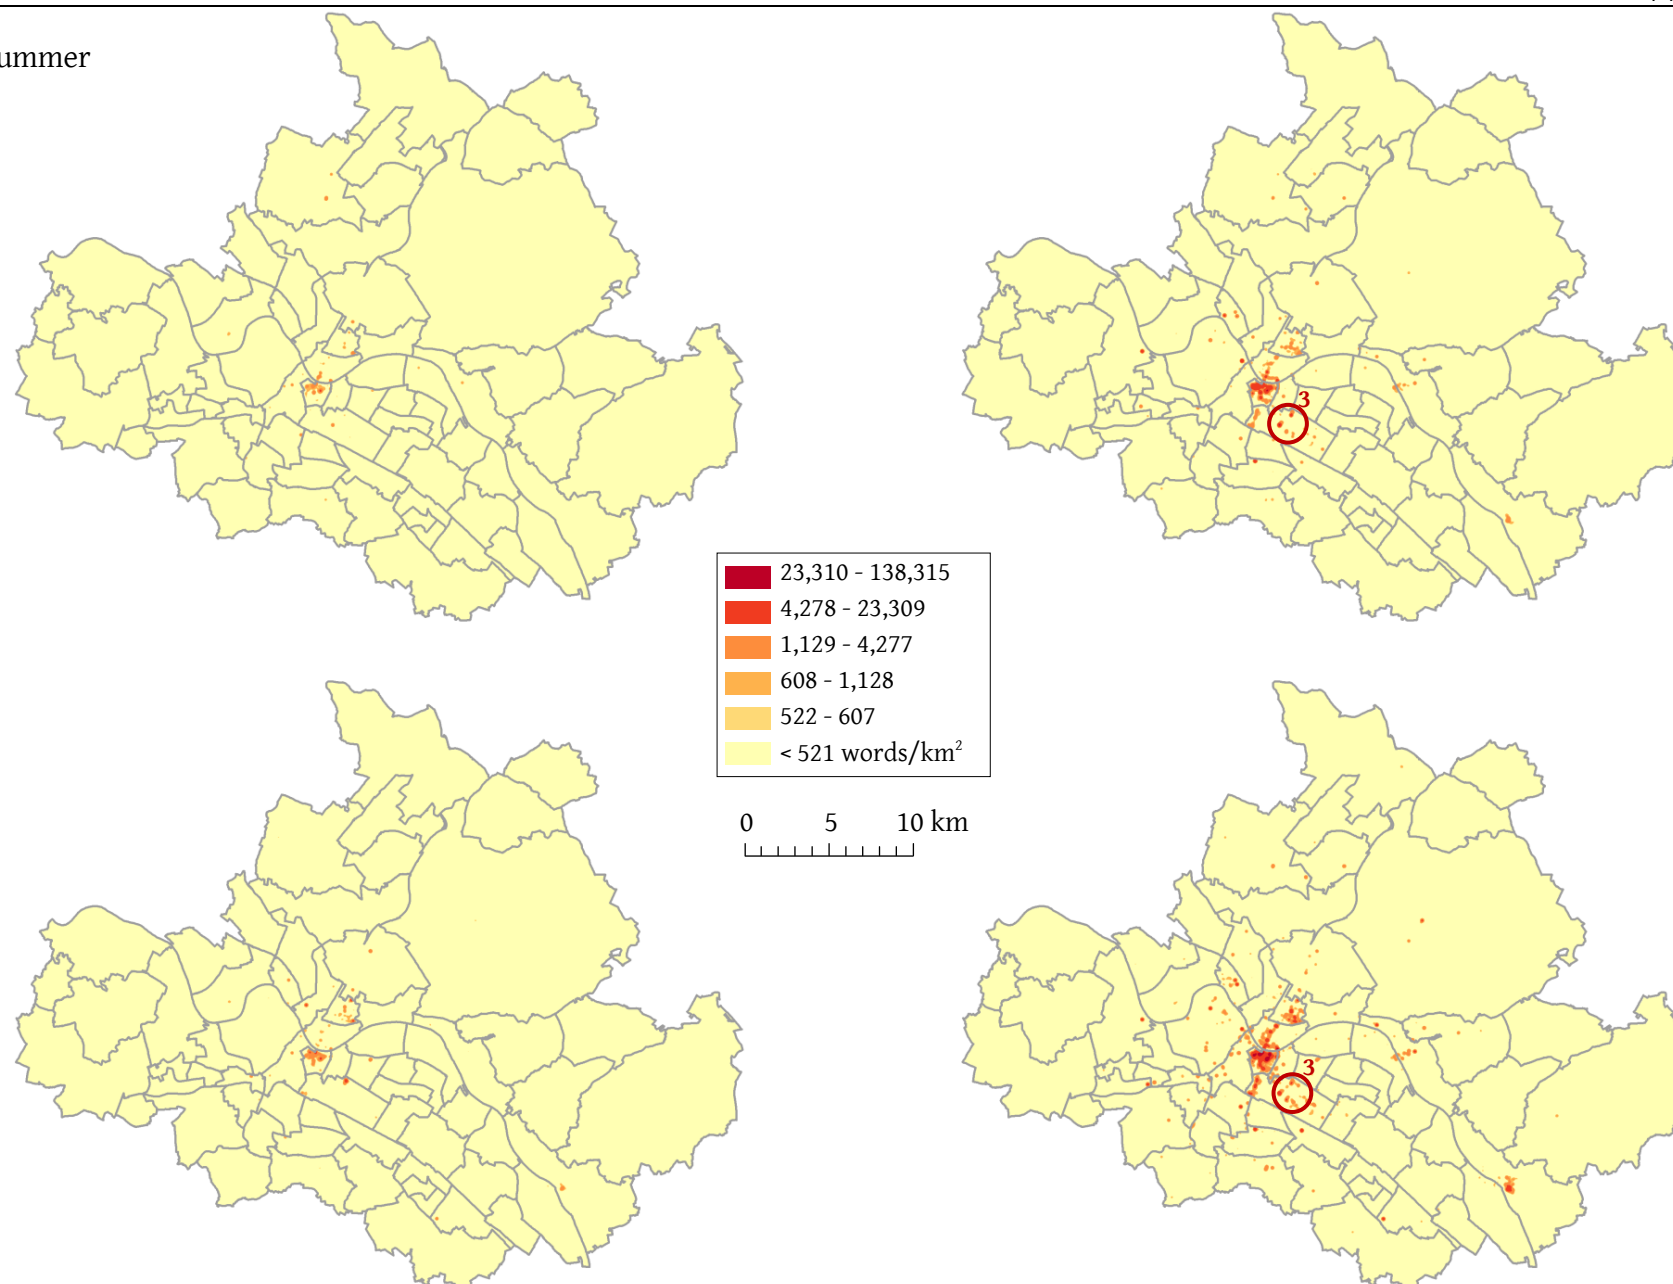 ummer
3
23,310 - 138,315
4,278 - 23,309
1,129 - 4,277
608 - 1,128
522 - 607
< 521 words/km²
0 5 10 km
3